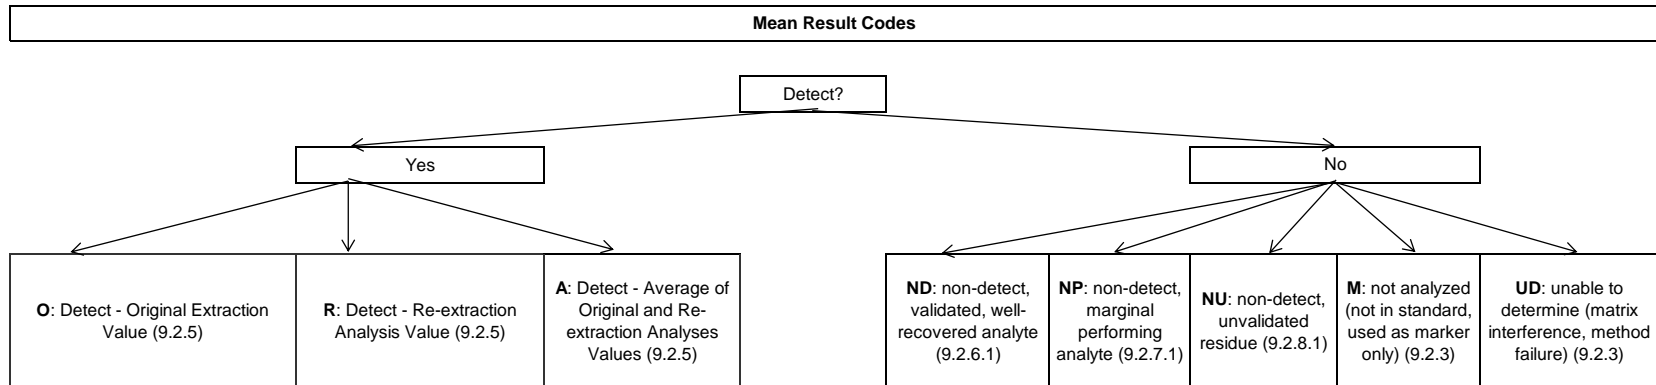 Mean Result Codes
Detect?
Yes
No
O: Detect - Original Extraction
Value (9.2.5)
R: Detect - Re-extraction
Analysis Value (9.2.5)
A: Detect - Average of
Original and Re-
extraction Analyses
Values (9.2.5)
ND: non-detect,
validated, well-
recovered analyte
(9.2.6.1)
NP: non-detect,
marginal
performing
analyte (9.2.7.1)
NU: non-detect,
unvalidated
residue (9.2.8.1)
M: not analyzed
(not in standard,
used as marker
only) (9.2.3)
UD: unable to
determine (matrix
interference, method
failure) (9.2.3)